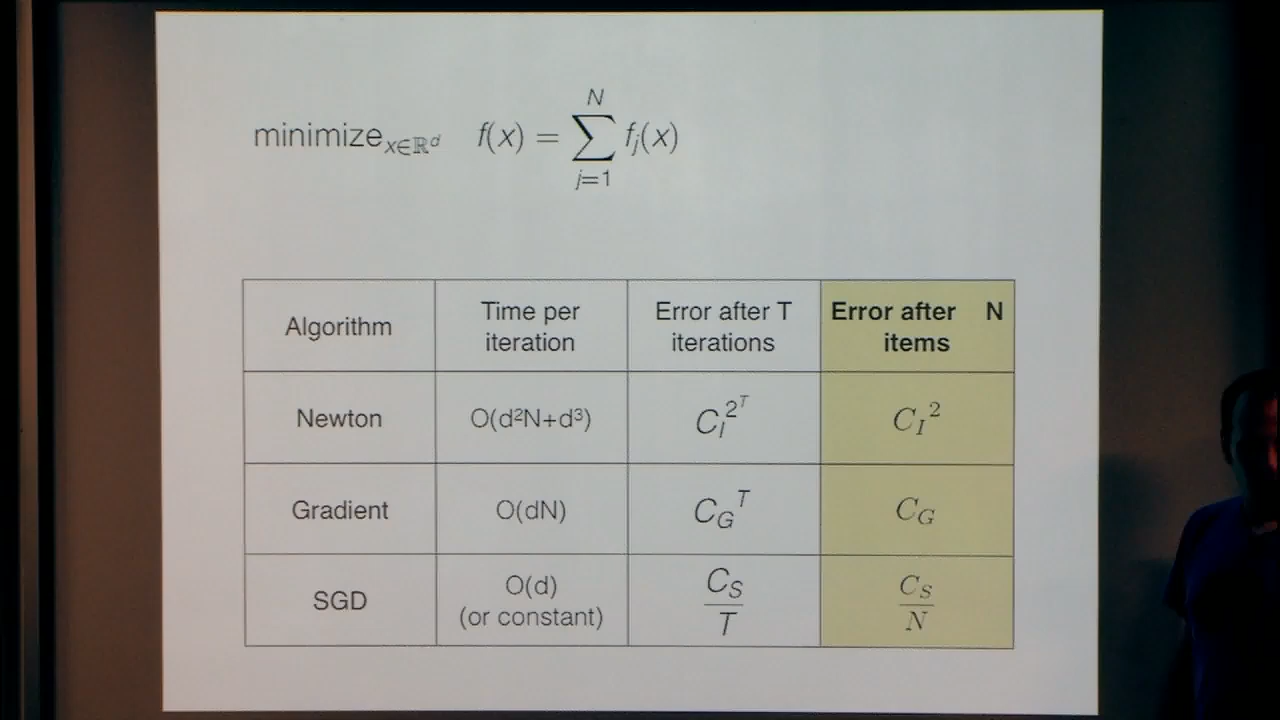 minimize_{x∈ℝ^d} f(x) = \sum_{j=1}^{N} f_j(x)
Algorithm
Time per
iteration
Error after T
iterations
Error after N
items
Newton
O(d²N+d³)
C_I^{2^T}
C_I^2
Gradient
O(dN)
C_G^T
C_G
SGD
O(d)
(or constant)
C_S/T
C_S/N